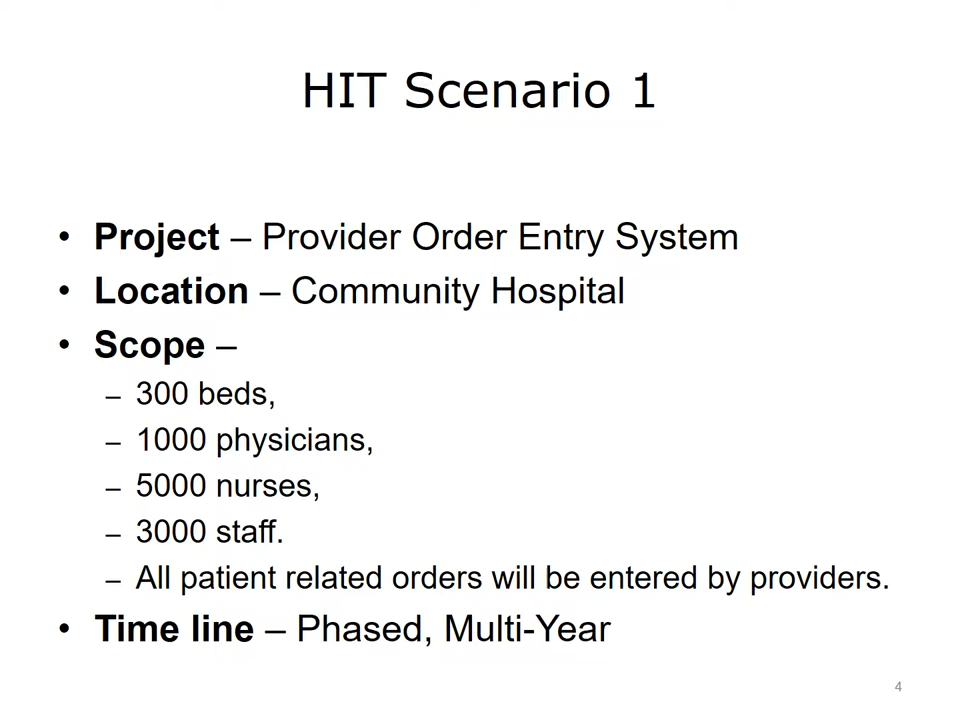 HIT Scenario 1
• Project – Provider Order Entry System
• Location – Community Hospital
• Scope –
– 300 beds,
– 1000 physicians,
– 5000 nurses,
– 3000 staff.
– All patient related orders will be entered by providers.
• Time line – Phased, Multi-Year
4